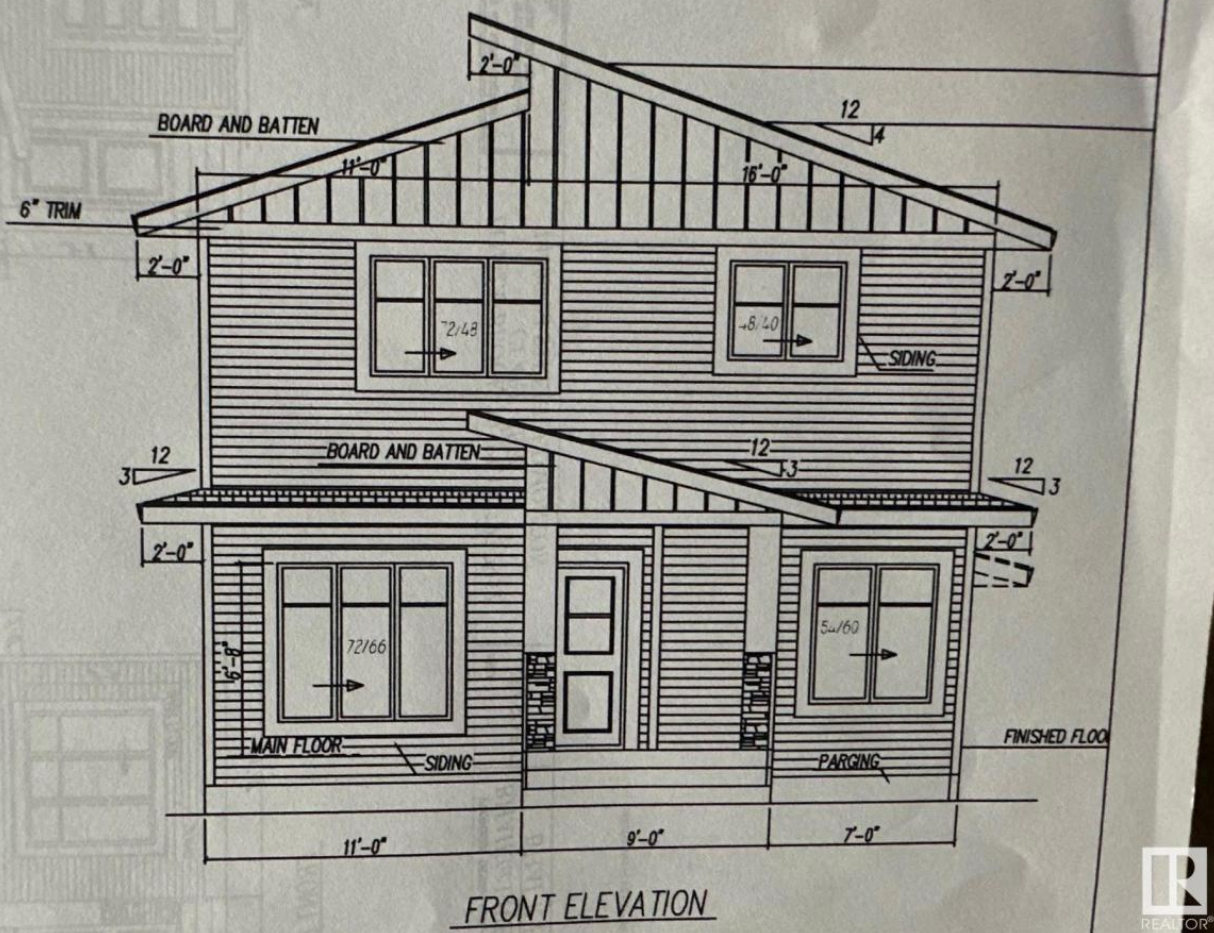 2'-0"
12
4
BOARD AND BATTEN
11'-0"
16'-0"
6" TRIM
2'-0"
2'-0"
72/48
48/40
SIDING
BOARD AND BATTEN
12
3
12
3
12
3
2'-0"
2'-0"
54/60
72/66
6'-8"
MAIN FLOOR
SIDING
PARGING
FINISHED FLOO
11'-0"
9'-0"
7'-0"
FRONT ELEVATION
REALTOR®